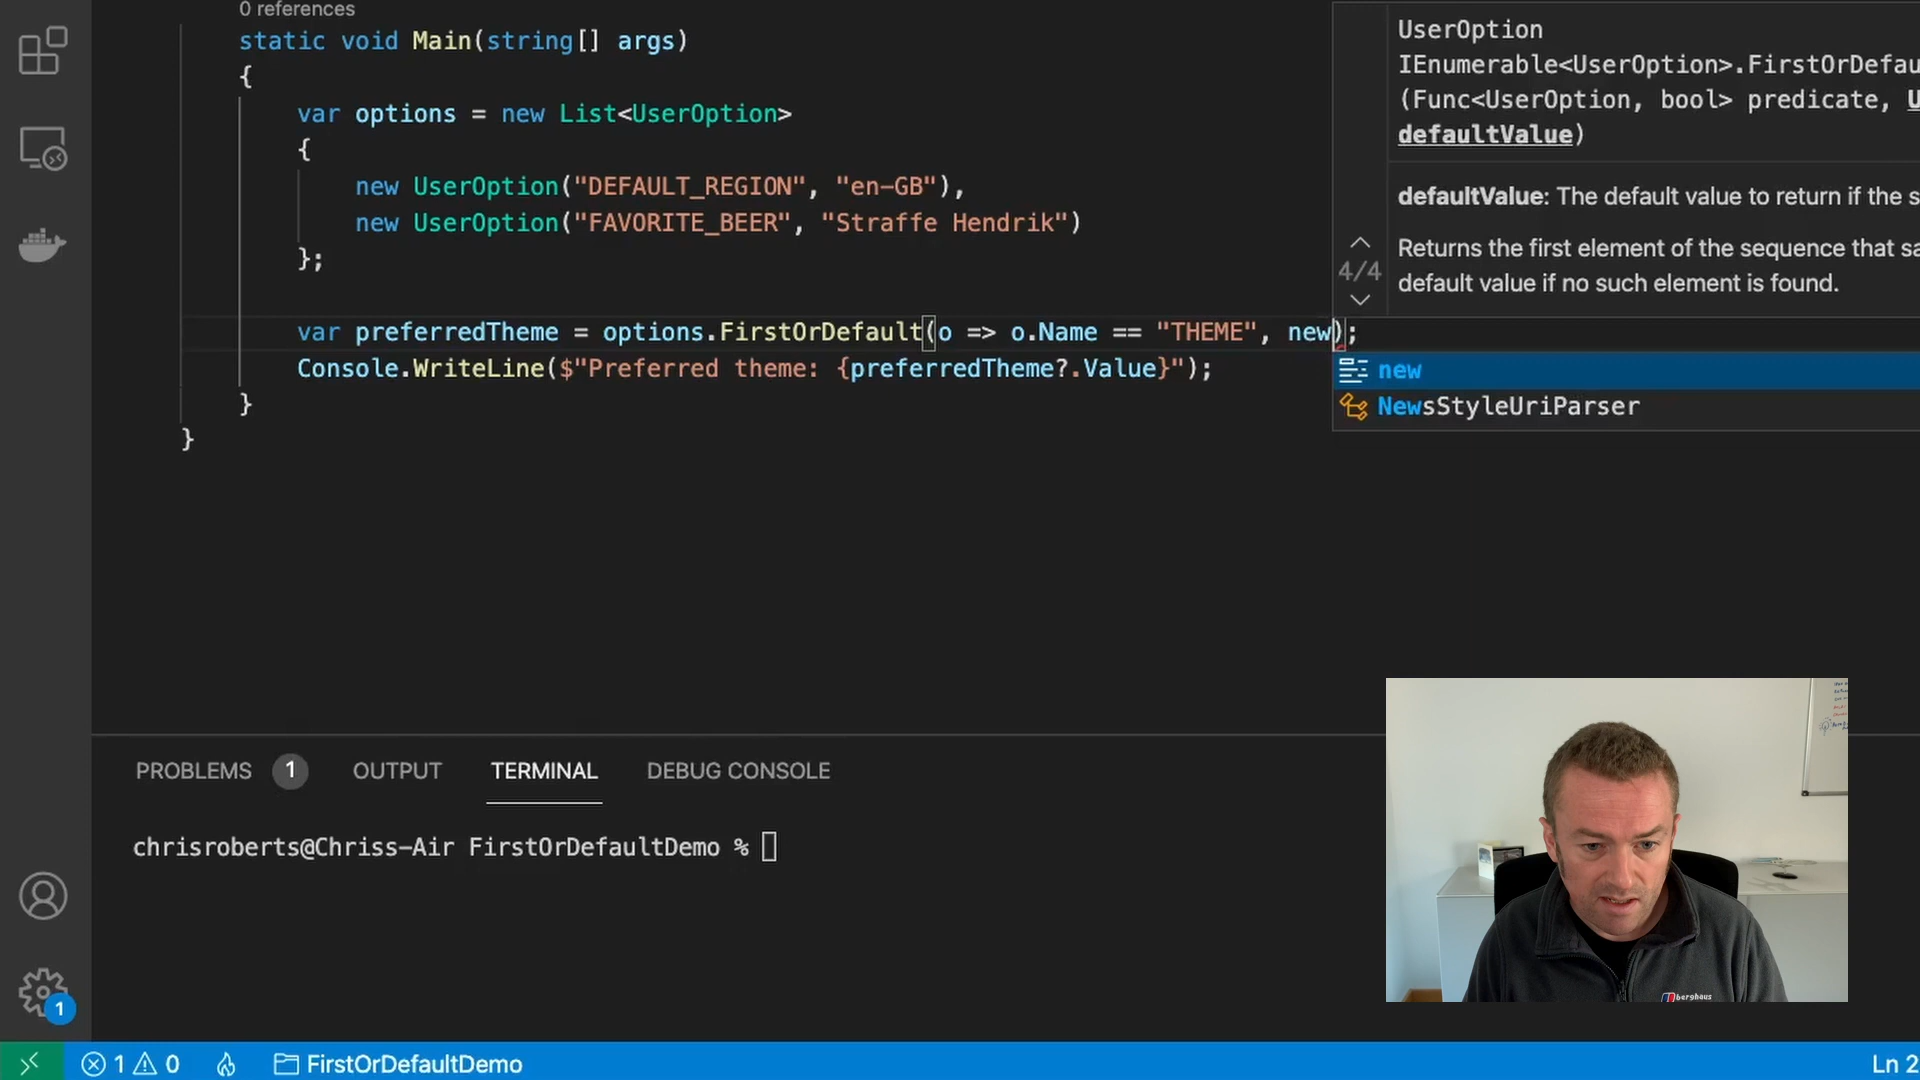 0 references
static void Main(string[] args)
{
var options = new List<UserOption>
{
new UserOption("DEFAULT_REGION", "en-GB"),
new UserOption("FAVORITE_BEER", "Straffe Hendrik")
};
var preferredTheme = options.FirstOrDefault(o => o.Name == "THEME", new);
Console.WriteLine($"Preferred theme: {preferredTheme?.Value}");
}
}
UserOption
IEnumerable<UserOption>.FirstOrDefau
(Func<UserOption, bool> predicate, U
defaultValue)
defaultValue: The default value to return if the s
4/4
Returns the first element of the sequence that sa
default value if no such element is found.
new
NewsStyleUriParser
PROBLEMS 1 OUTPUT TERMINAL DEBUG CONSOLE
chrisroberts@Chriss-Air FirstOrDefaultDemo %
berghaus
1
1 0 FirstOrDefaultDemo Ln 2